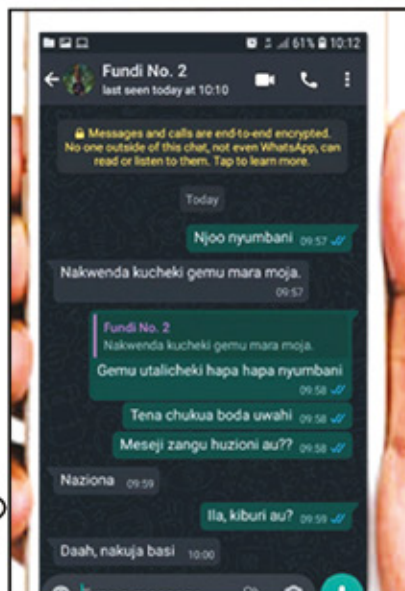 61% 10:12
Fundi No. 2
last seen today at 10:10
Messages and calls are end-to-end encrypted.
No one outside of this chat, not even WhatsApp, can
read or listen to them. Tap to learn more.
Today
Njoo nyumbani 09:57
Nakwenda kucheki gemu mara moja.
09:57
Fundi No. 2
Nakwenda kucheki gemu mara moja.
Gemu utalicheki hapa hapa nyumbani
09:58
Tena chukua boda uwahi 09:58
Meseji zangu huzioni au?? 09:58
Naziona 09:59
Ila, kiburi au? 09:59
Daah, nakuja basi 10:00